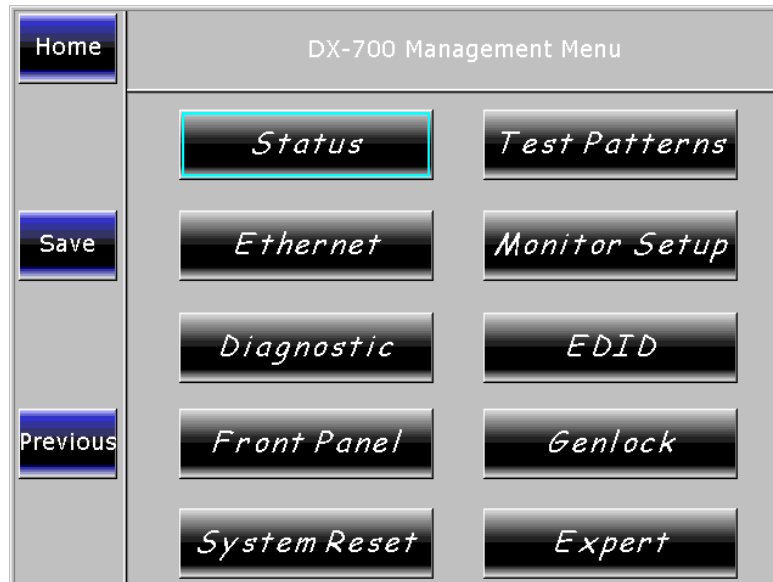 Home
DX-700 Management Menu
Status
Test Patterns
Save
Ethernet
Monitor Setup
Diagnostic
EDID
Previous
Front Panel
Genlock
System Reset
Expert